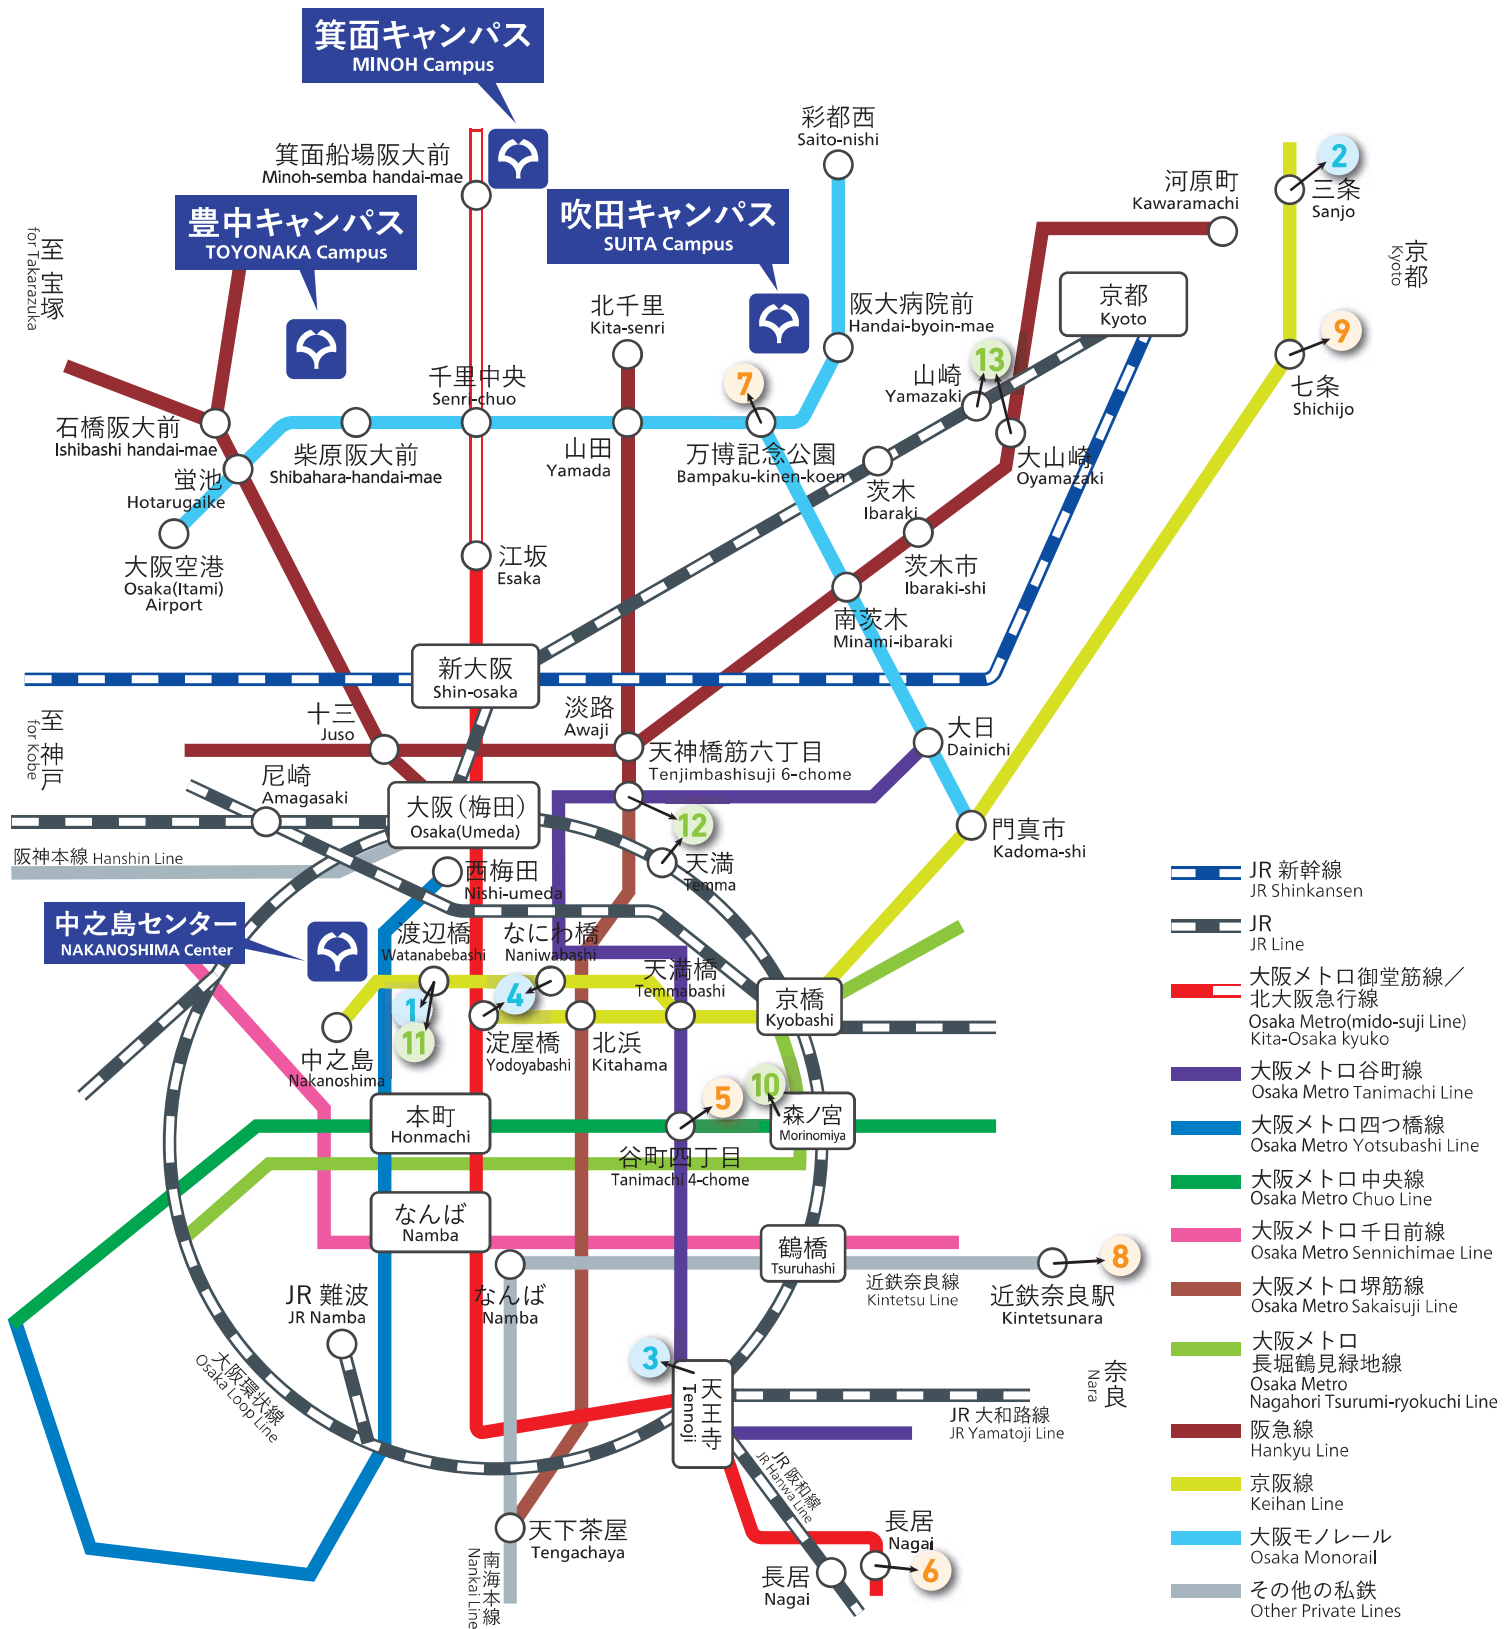 箕面キャンパス
MINOH Campus
豊中キャンパス
TOYONAKA Campus
吹田キャンパス
SUITA Campus
中之島センター
NAKANOSHIMA Center
箕面船場阪大前
Minoh-semba handai-mae
彩都西
Saito-nishi
河原町
Kawaramachi
2
三条
Sanjo
京都
Kyoto
至 宝塚
for Takarazuka
北千里
Kita-senri
阪大病院前
Handai-byoin-mae
京都
Kyoto
9
七条
Shichijo
山崎
Yamazaki
13
千里中央
Senri-chuo
7
石橋阪大前
Ishibashi handai-mae
柴原阪大前
Shibahara-handai-mae
山田
Yamada
万博記念公園
Bampaku-kinen-koen
大山崎
Oyamazaki
蛍池
Hotarugaike
茨木
Ibaraki
大阪空港
Osaka(Itami)
Airport
江坂
Esaka
茨木市
Ibaraki-shi
南茨木
Minami-ibaraki
新大阪
Shin-osaka
至 神戸
for Kobe
十三
Juso
淡路
Awaji
大日
Dainichi
天神橋筋六丁目
Tenjimbashisuji 6-chome
尼崎
Amagasaki
大阪（梅田）
Osaka(Umeda)
12
門真市
Kadoma-shi
阪神本線 Hanshin Line
西梅田
Nishi-umeda
天満
Temma
渡辺橋
Watanabebashi
なにわ橋
Naniwabashi
天満橋
Temmabashi
京橋
Kyobashi
1
4
11
中之島
Nakanoshima
淀屋橋
Yodoyabashi
北浜
Kitahama
5
10
本町
Honmachi
森ノ宮
Morinomiya
谷町四丁目
Tanimachi 4-chome
なんば
Namba
鶴橋
Tsuruhashi
8
なんば
Namba
近鉄奈良線
Kintetsu Line
近鉄奈良駅
Kintetsunara
JR 難波
JR Namba
大阪環状線
Osaka Loop Line
3
天王寺
Tennoji
奈良
Nara
JR 大和路線
JR Yamatoji Line
JR 阪和線
JR Hanwa Line
天下茶屋
Tengachaya
南海本線
Nankai Line
長居
Nagai
長居
Nagai
6
JR 新幹線
JR Shinkansen
JR
JR Line
大阪メトロ御堂筋線／
北大阪急行線
Osaka Metro(mido-suji Line)
Kita-Osaka kyuko
大阪メトロ谷町線
Osaka Metro Tanimachi Line
大阪メトロ四つ橋線
Osaka Metro Yotsubashi Line
大阪メトロ中央線
Osaka Metro Chuo Line
大阪メトロ千日前線
Osaka Metro Sennichimae Line
大阪メトロ堺筋線
Osaka Metro Sakaisuji Line
大阪メトロ
長堀鶴見緑地線
Osaka Metro
Nagahori Tsurumi-ryokuchi Line
阪急線
Hankyu Line
京阪線
Keihan Line
大阪モノレール
Osaka Monorail
その他の私鉄
Other Private Lines